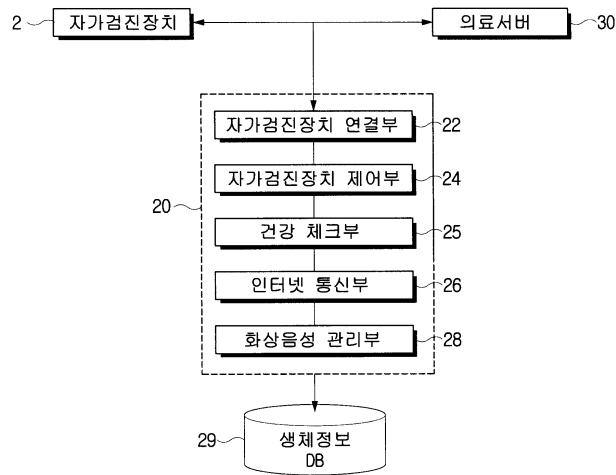 2 자가검진장치 의료서버 30
자가검진장치 연결부 22
자가검진장치 제어부 24
20
건강 체크부 25
인터넷 통신부 26
화상음성 관리부 28
29 생체정보
DB